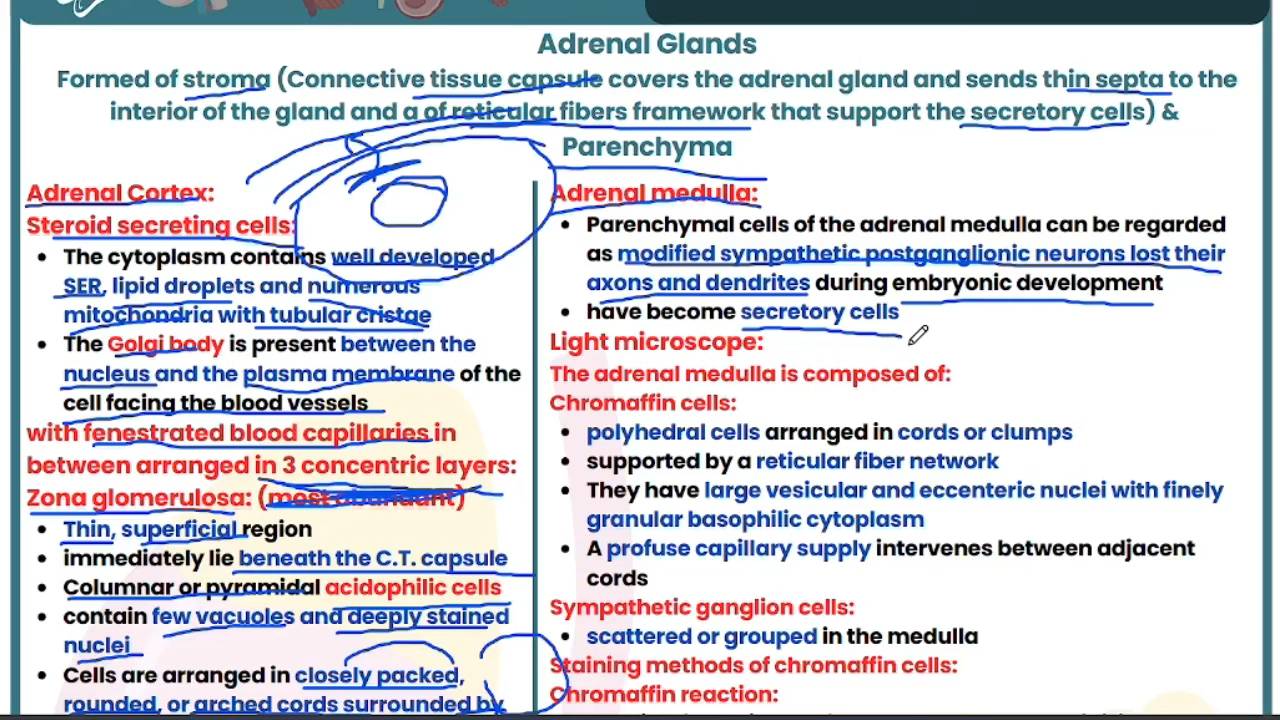 Adrenal Glands
Formed of stroma (Connective tissue capsule covers the adrenal gland and sends thin septa to the
interior of the gland and a of reticular fibers framework that support the secretory cells) &
Parenchyma
Adrenal Cortex:
Steroid secreting cells:
• The cytoplasm contains well developed
SER, lipid droplets and numerous
mitochondria with tubular cristae
• The Golgi body is present between the
nucleus and the plasma membrane of the
cell facing the blood vessels
with fenestrated blood capillaries in
between arranged in 3 concentric layers:
Zona glomerulosa: (most abundant)
• Thin, superficial region
• immediately lie beneath the C.T. capsule
• Columnar or pyramidal acidophilic cells
• contain few vacuoles and deeply stained
nuclei
• Cells are arranged in closely packed,
rounded, or arched cords surrounded by
Adrenal medulla:
• Parenchymal cells of the adrenal medulla can be regarded
as modified sympathetic postganglionic neurons lost their
axons and dendrites during embryonic development
• have become secretory cells
Light microscope:
The adrenal medulla is composed of:
Chromaffin cells:
• polyhedral cells arranged in cords or clumps
• supported by a reticular fiber network
• They have large vesicular and eccenteric nuclei with finely
granular basophilic cytoplasm
• A profuse capillary supply intervenes between adjacent
cords
Sympathetic ganglion cells:
• scattered or grouped in the medulla
Staining methods of chromaffin cells:
Chromaffin reaction: